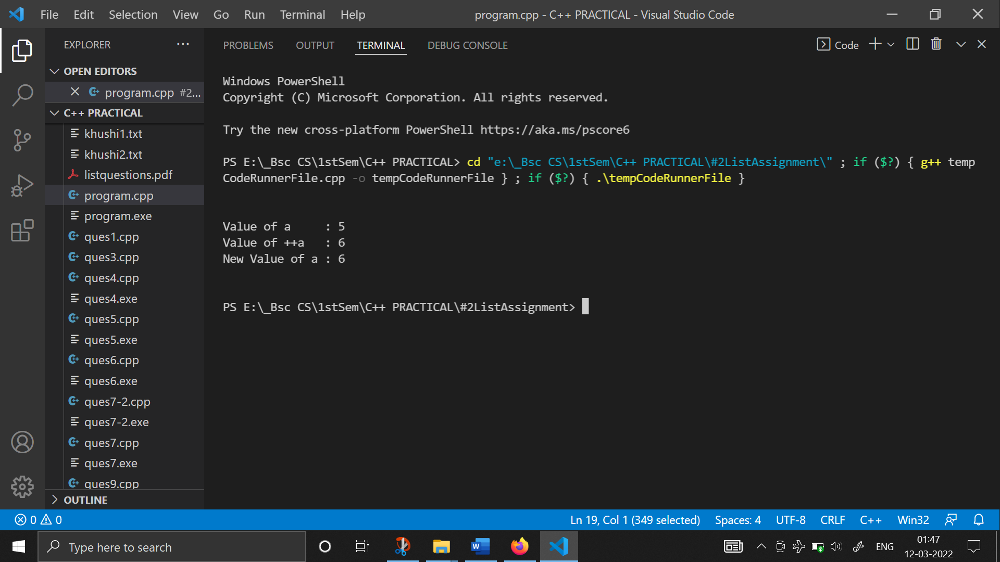 File Edit Selection View Go Run Terminal Help program.cpp - C++ PRACTICAL - Visual Studio Code
EXPLORER ...
OPEN EDITORS
program.cpp #2...
C++ PRACTICAL
khushi1.txt
khushi2.txt
listquestions.pdf
program.cpp
program.exe
ques1.cpp
ques3.cpp
ques4.cpp
ques4.exe
ques5.cpp
ques5.exe
ques6.cpp
ques6.exe
ques7-2.cpp
ques7-2.exe
ques7.cpp
ques7.exe
ques9.cpp
OUTLINE
PROBLEMS OUTPUT TERMINAL DEBUG CONSOLE Code
Windows PowerShell
Copyright (C) Microsoft Corporation. All rights reserved.
Try the new cross-platform PowerShell https://aka.ms/pscore6
PS E:\_Bsc CS\1stSem\C++ PRACTICAL> cd "e:\_Bsc CS\1stSem\C++ PRACTICAL\#2ListAssignment\" ; if ($?) { g++ temp
CodeRunnerFile.cpp -o tempCodeRunnerFile } ; if ($?) { .\tempCodeRunnerFile }
Value of a     : 5
Value of ++a   : 6
New Value of a : 6
PS E:\_Bsc CS\1stSem\C++ PRACTICAL\#2ListAssignment>
0 0 Ln 19, Col 1 (349 selected) Spaces: 4 UTF-8 CRLF C++ Win32
Type here to search W ENG 01:47
12-03-2022